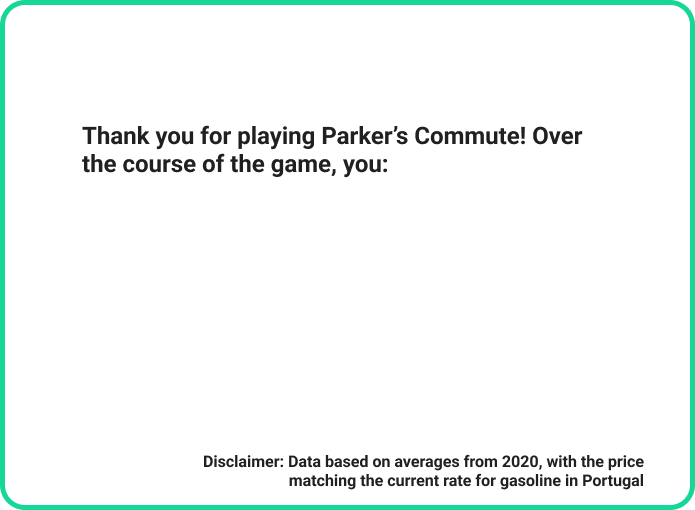 Thank you for playing Parker’s Commute! Over
the course of the game, you:
Disclaimer: Data based on averages from 2020, with the price
matching the current rate for gasoline in Portugal